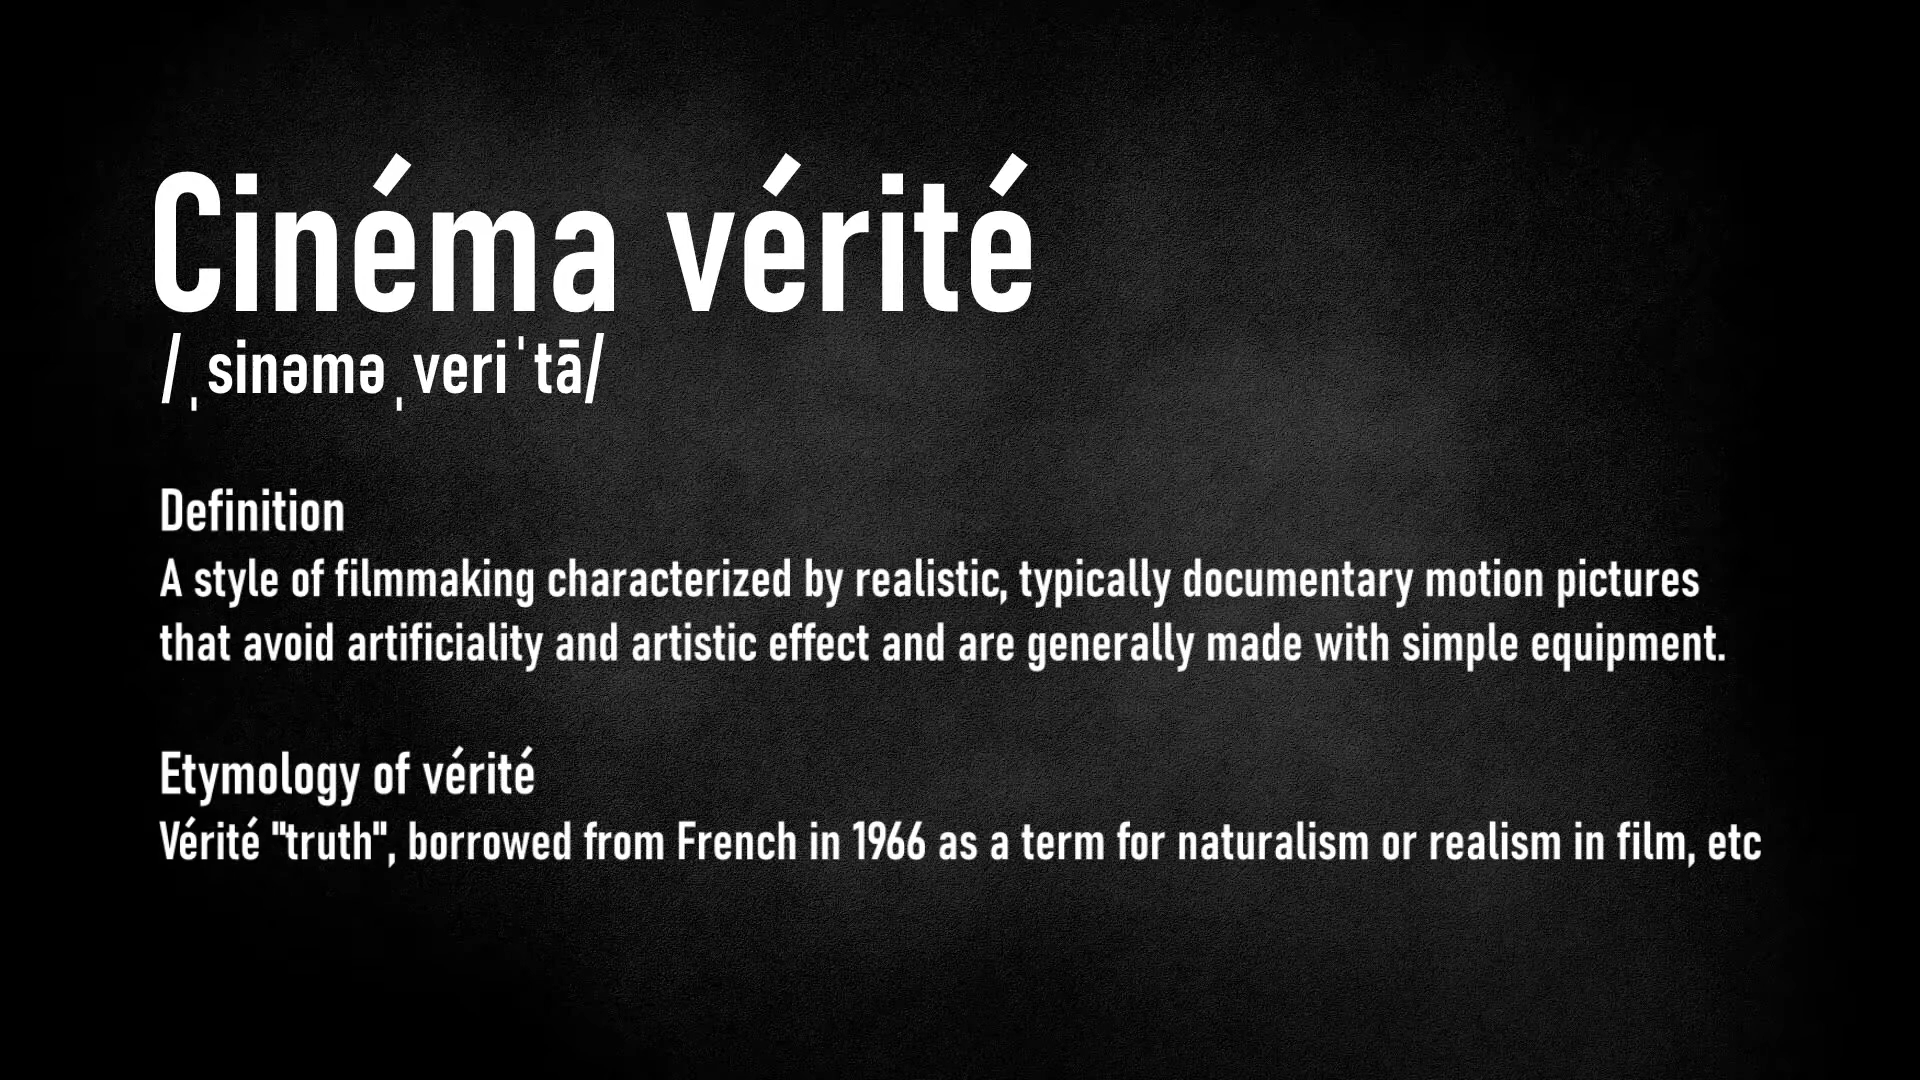 Cinéma vérité
/ˌsinəməˌveriˈtā/
Definition
A style of filmmaking characterized by realistic, typically documentary motion pictures
that avoid artificiality and artistic effect and are generally made with simple equipment.
Etymology of vérité
Vérité "truth", borrowed from French in 1966 as a term for naturalism or realism in film, etc